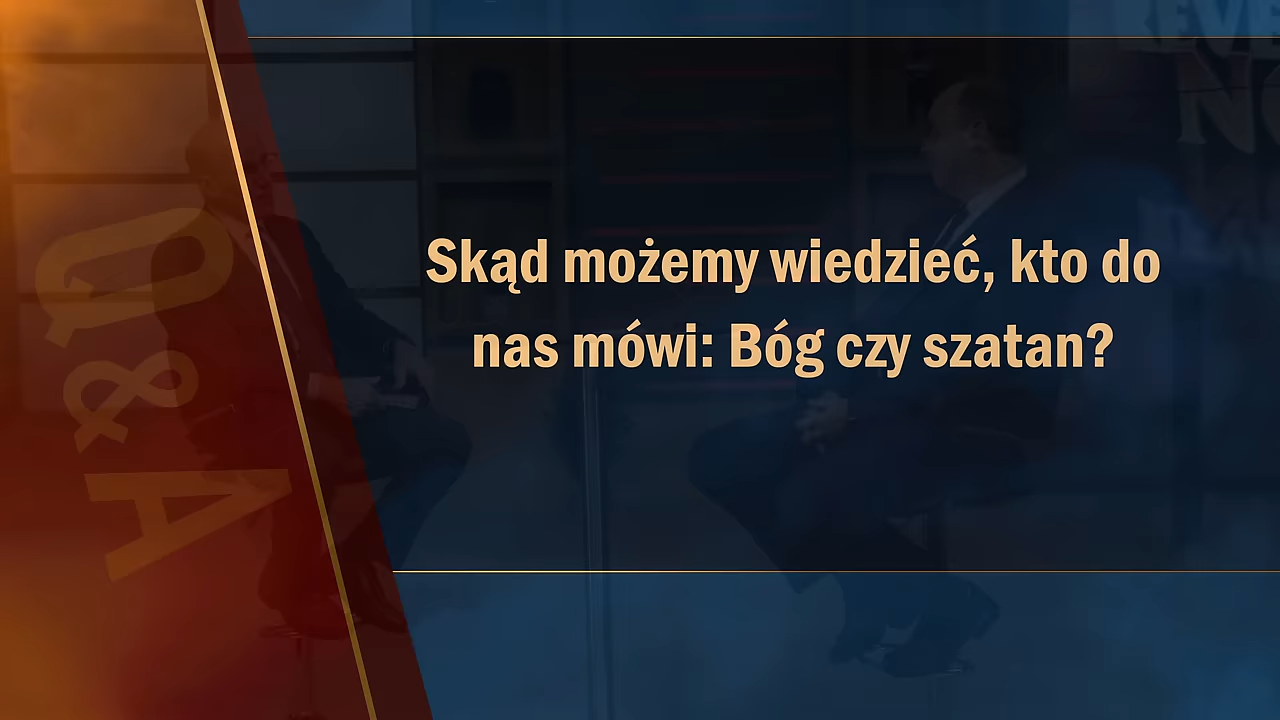 Skąd możemy wiedzieć, kto do
nas mówi: Bóg czy szatan?
Q&A